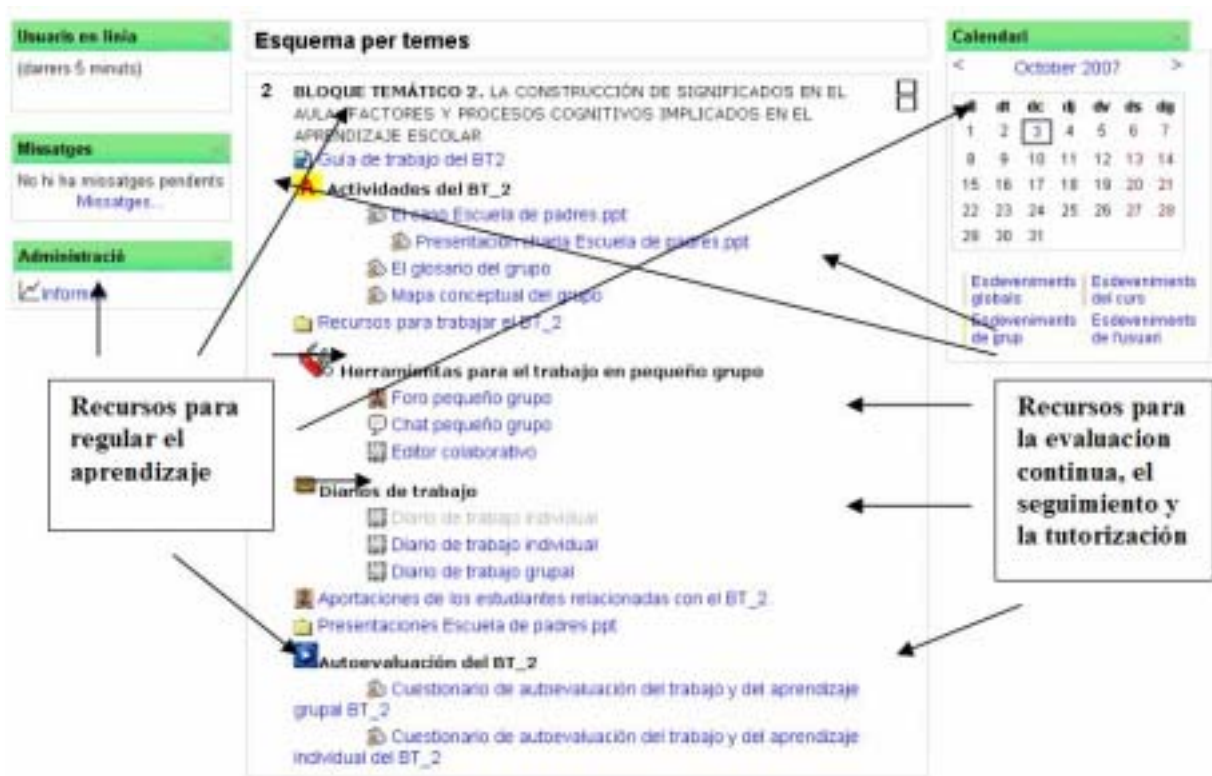 Usuaris en línia
(darrers 5 minuts)
Missatges
No hi ha missatges pendents
Missatges...
Administració
Informes
Recursos para
regular el
aprendizaje
Esquema per temes
2 BLOQUE TEMÁTICO 2. LA CONSTRUCCIÓN DE SIGNIFICADOS EN EL
AULA: FACTORES Y PROCESOS COGNITIVOS IMPLICADOS EN EL
APRENDIZAJE ESCOLAR
Guía de trabajo del BT2
A Actividades del BT_2
El caso Escuela de padres.ppt
Presentación charla Escuela de padres.ppt
El glosario del grupo
Mapa conceptual del grupo
Recursos para trabajar el BT_2
Herramientas para el trabajo en pequeño grupo
Foro pequeño grupo
Chat pequeño grupo
Editor colaborativo
Diarios de trabajo
Diario de trabajo individual
Diario de trabajo individual
Diario de trabajo grupal
Aportaciones de los estudiantes relacionadas con el BT_2
Presentaciones Escuela de padres.ppt
Autoevaluación del BT_2
Cuestionario de autoevaluación del trabajo y del aprendizaje
grupal BT_2
Cuestionario de autoevaluación del trabajo y del aprendizaje
individual del BT_2
Calendari
< October 2007 >
dt dc dj dv ds dg
1 2 3 4 5 6 7
8 9 10 11 12 13 14
15 16 17 18 19 20 21
22 23 24 25 26 27 28
29 30 31
Esdeveniments globals
Esdeveniments del curs
Esdeveniments de grup
Esdeveniments de l'usuari
Recursos para
la evaluacion
continua, el
seguimiento y
la tutorización